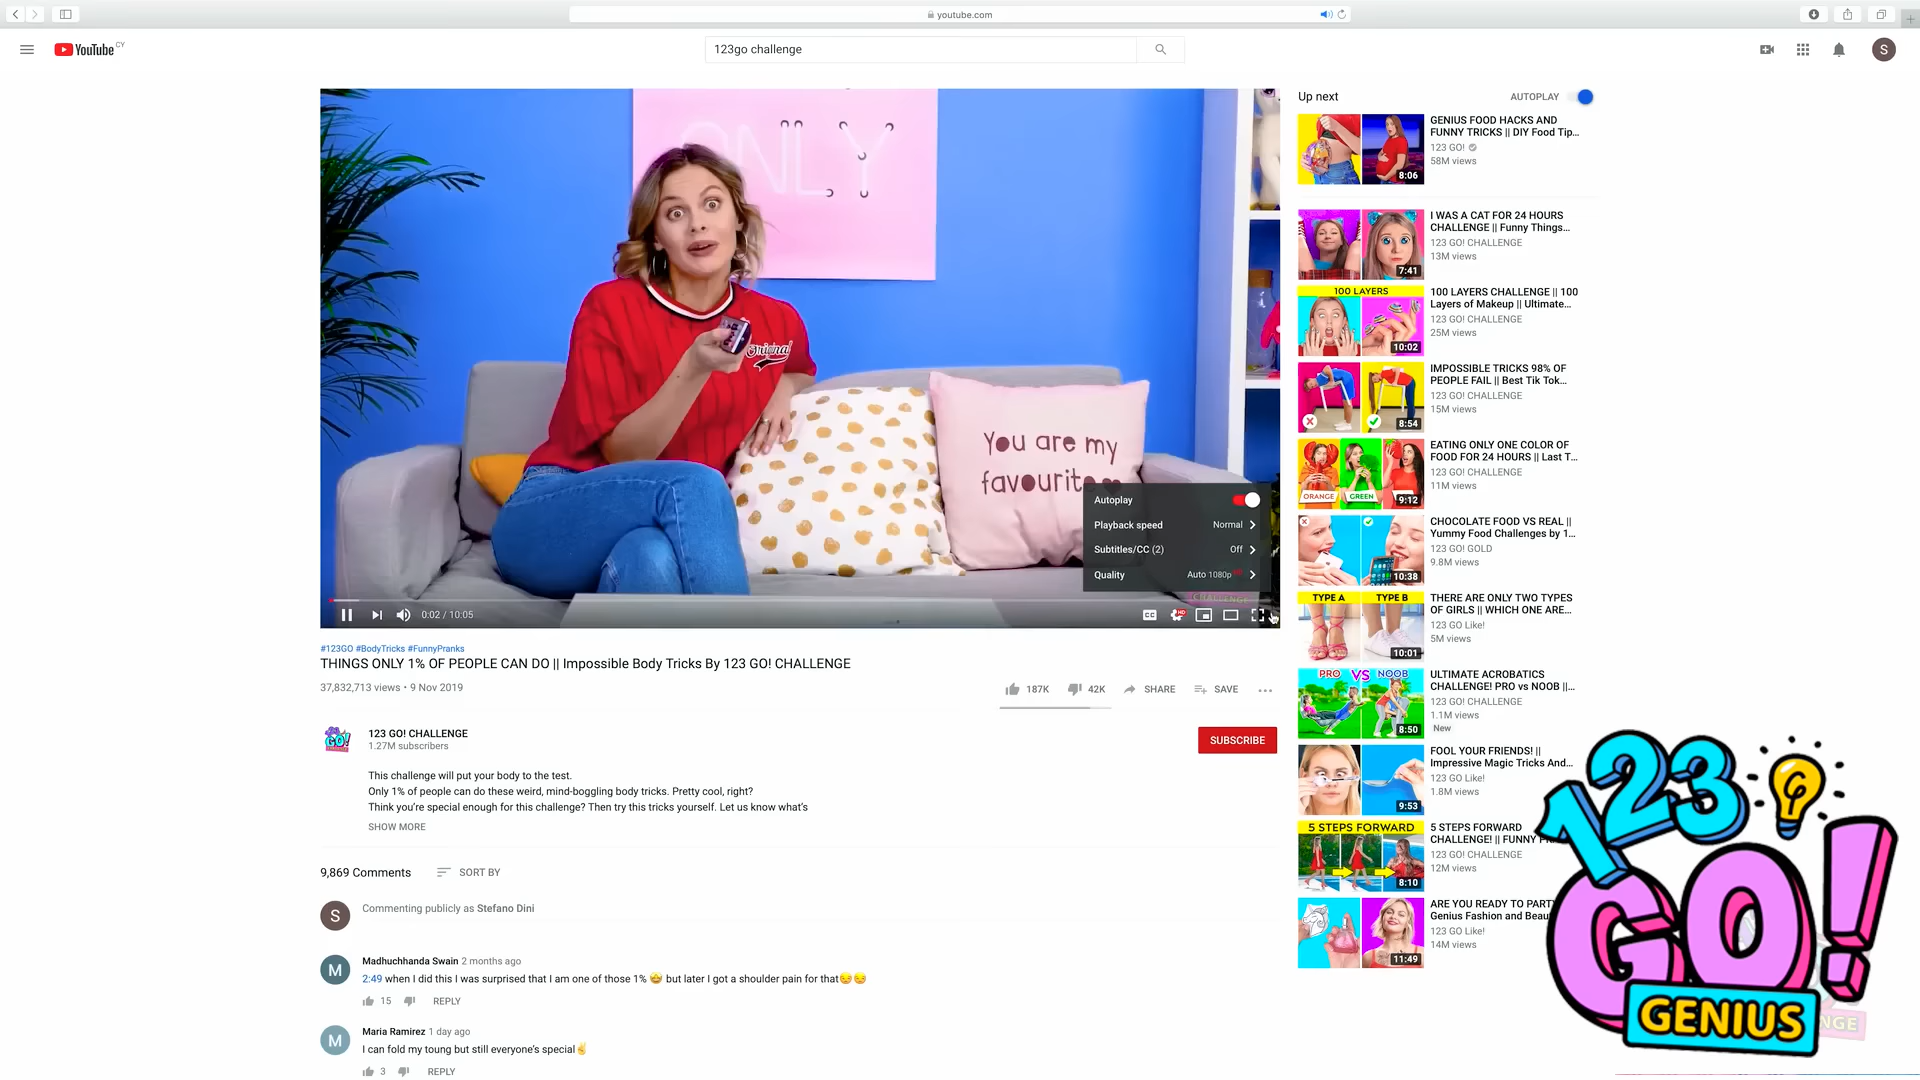 youtube.com
YouTube CY
123go challenge
S
ONLY
Original
You are my
favourite
Autoplay
Playback speed Normal
Subtitles/CC (2) Off
Quality Auto 1080p HD
0:02 / 10:05
CC
HD
#123GO #BodyTricks #FunnyPranks
THINGS ONLY 1% OF PEOPLE CAN DO || Impossible Body Tricks By 123 GO! CHALLENGE
37,832,713 views • 9 Nov 2019
187K 42K SHARE SAVE ...
GO!
123 GO! CHALLENGE
1.27M subscribers
SUBSCRIBE
This challenge will put your body to the test.
Only 1% of people can do these weird, mind-boggling body tricks. Pretty cool, right?
Think you're special enough for this challenge? Then try this tricks yourself. Let us know what's
SHOW MORE
9,869 Comments SORT BY
S
Commenting publicly as Stefano Dini
M
Madhuchhanda Swain 2 months ago
2:49 when I did this I was surprised that I am one of those 1% 🤩 but later I got a shoulder pain for that😏😏
15 REPLY
M
Maria Ramirez 1 day ago
I can fold my toung but still everyone's special✌
3 REPLY
Up next AUTOPLAY
8:06
GENIUS FOOD HACKS AND
FUNNY TRICKS || DIY Food Tip...
123 GO!
58M views
7:41
I WAS A CAT FOR 24 HOURS
CHALLENGE || Funny Things...
123 GO! CHALLENGE
13M views
100 LAYERS
10:02
100 LAYERS CHALLENGE || 100
Layers of Makeup || Ultimate...
123 GO! CHALLENGE
25M views
8:54
IMPOSSIBLE TRICKS 98% OF
PEOPLE FAIL || Best Tik Tok...
123 GO! CHALLENGE
15M views
ORANGE GREEN
9:12
EATING ONLY ONE COLOR OF
FOOD FOR 24 HOURS || Last T...
123 GO! CHALLENGE
11M views
10:38
CHOCOLATE FOOD VS REAL ||
Yummy Food Challenges by 1...
123 GO! GOLD
9.8M views
TYPE A TYPE B
10:01
THERE ARE ONLY TWO TYPES
OF GIRLS || WHICH ONE ARE...
123 GO Like!
5M views
PRO VS NOOB
8:50
ULTIMATE ACROBATICS
CHALLENGE! PRO vs NOOB ||...
123 GO! CHALLENGE
1.1M views
New
9:53
FOOL YOUR FRIENDS! ||
Impressive Magic Tricks And...
123 GO Like!
1.8M views
5 STEPS FORWARD
8:10
5 STEPS FORWARD
CHALLENGE! || FUNNY
123 GO! CHALLENGE
12M views
11:49
ARE YOU READY TO PARTY
Genius Fashion and Beau
123 GO Like!
14M views
123
GO!
GENIUS